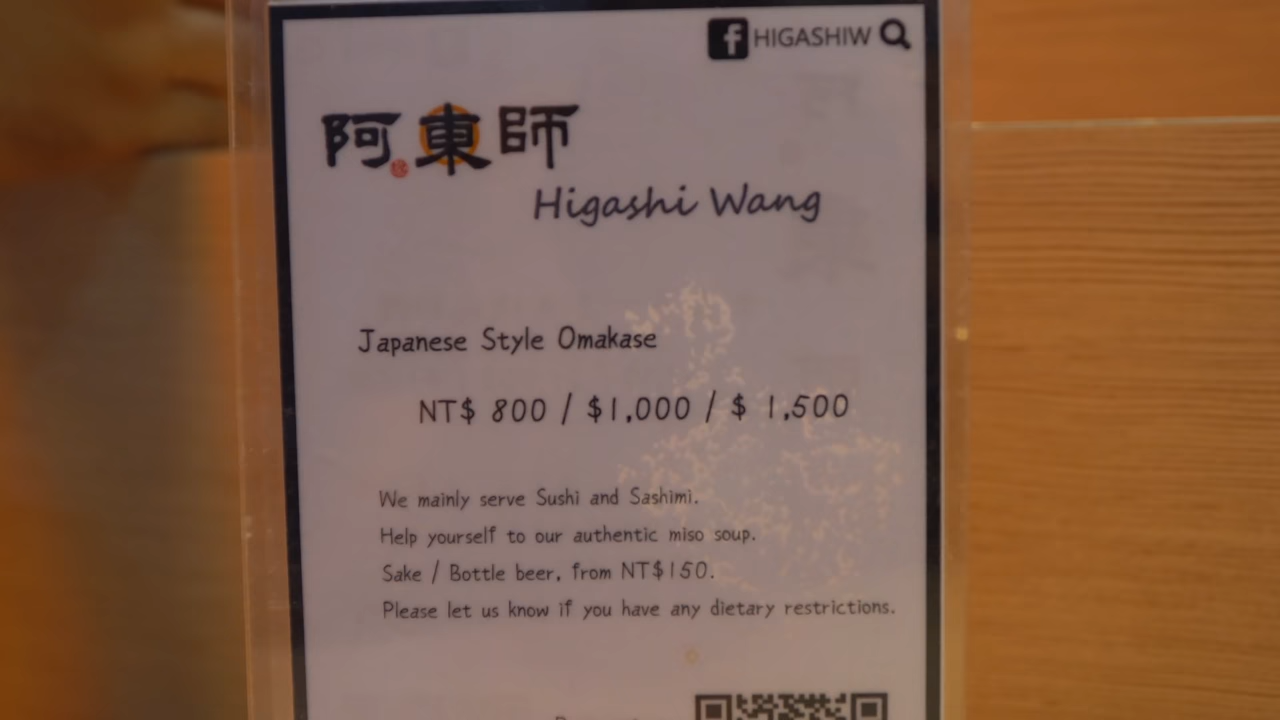 HIGASHIW
阿東師
Higashi Wang
Japanese Style Omakase
NT$ 800 / $1,000 / $ 1,500
We mainly serve Sushi and Sashimi.
Help yourself to our authentic miso soup.
Sake / Bottle beer, from NT$150.
Please let us know if you have any dietary restrictions.